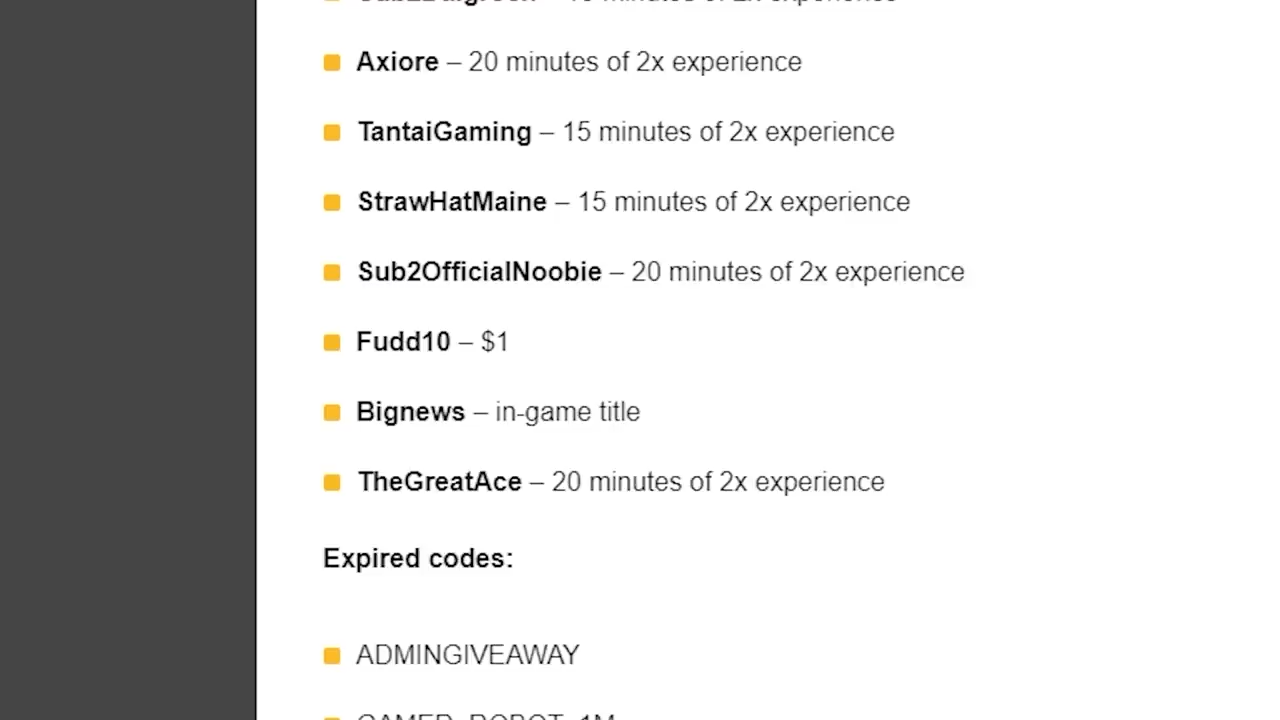 Axiore – 20 minutes of 2x experience
TantaiGaming – 15 minutes of 2x experience
StrawHatMaine – 15 minutes of 2x experience
Sub2OfficialNoobie – 20 minutes of 2x experience
Fudd10 – $1
Bignews – in-game title
TheGreatAce – 20 minutes of 2x experience
Expired codes:
ADMINGIVEAWAY